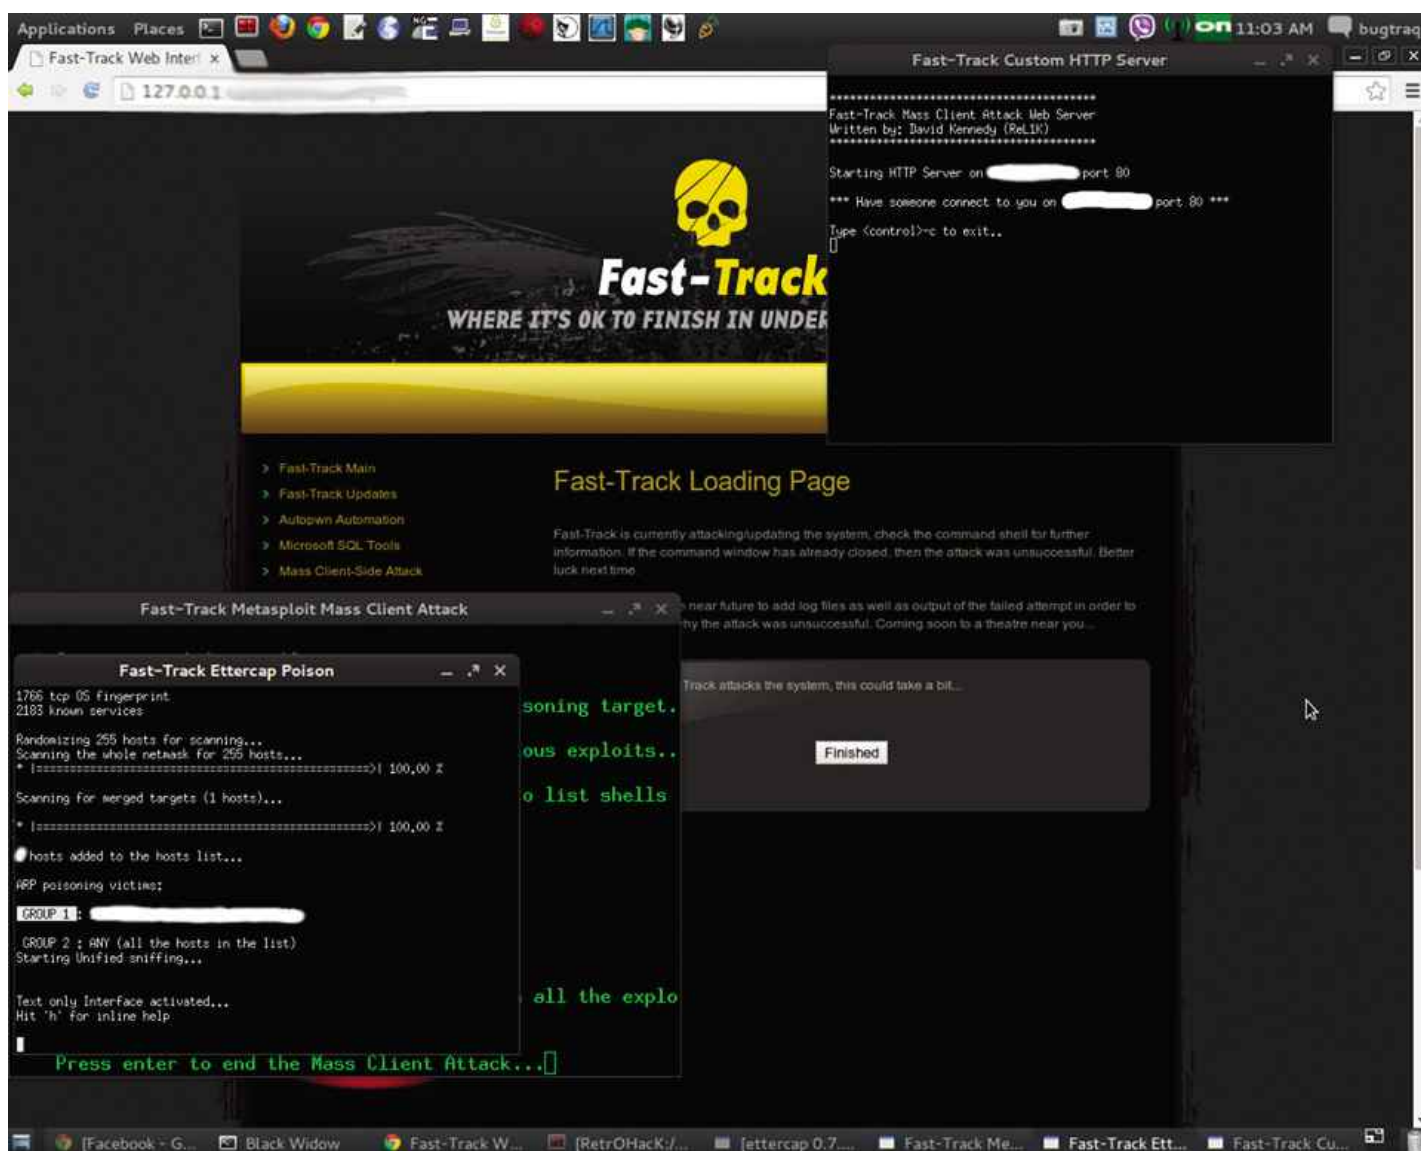 Applications Places
11:03 AM
bugtraq
Fast-Track Web Inter
127.0.0.1
Fast-Track Custom HTTP Server
****************************************
Fast-Track Mass Client Attack Web Server
Written by: David Kennedy (ReL1K)
****************************************
Starting HTTP Server on port 80
*** Have someone connect to you on port 80 ***
Type <control>-c to exit..
Fast-Track
WHERE IT'S OK TO FINISH IN UNDER
Fast-Track Main
Fast-Track Updates
Autopwn Automation
Microsoft SQL Tools
Mass Client-Side Attack
Fast-Track Loading Page
Fast-Track is currently attacking/updating the system, check the command shell for further
information. If the command window has already closed, then the attack was unsuccessful. Better
luck next time.
near future to add log files as well as output of the failed attempt in order to
hy the attack was unsuccessful. Coming soon to a theatre near you...
Track attacks the system, this could take a bit...
Finished
Fast-Track Metasploit Mass Client Attack
soning target.
ous exploits..
o list shells
all the explo
Press enter to end the Mass Client Attack...
Fast-Track Ettercap Poison
1766 tcp OS fingerprint
2183 known services
Randomizing 255 hosts for scanning...
Scanning the whole netmask for 255 hosts...
* |==================================================>| 100.00 %
Scanning for merged targets (1 hosts)...
* |==================================================>| 100.00 %
hosts added to the hosts list...
ARP poisoning victims:
GROUP 1 :
GROUP 2 : ANY (all the hosts in the list)
Starting Unified sniffing...
Text only Interface activated...
Hit 'h' for inline help
[Facebook - G...
Black Widow
Fast-Track W...
[RetrOHacK:/...
[ettercap 0.7....
Fast-Track Me...
Fast-Track Ett...
Fast-Track Cu...